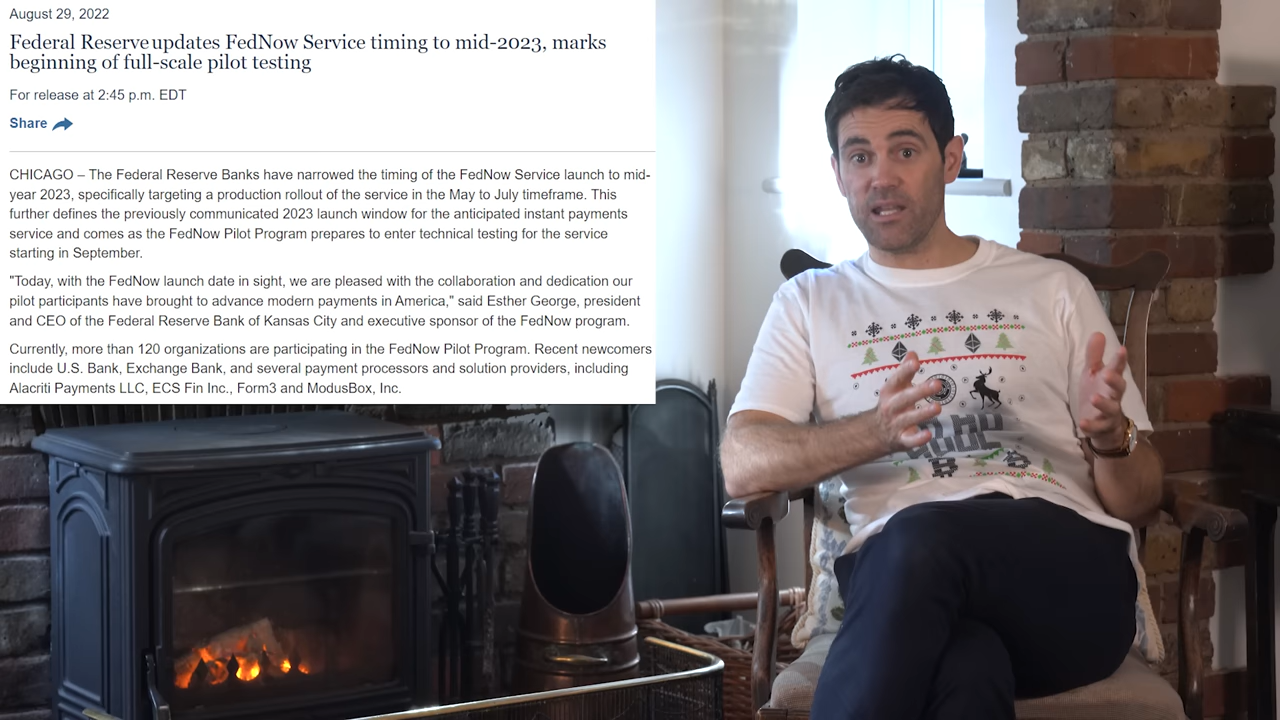 August 29, 2022
Federal Reserve updates FedNow Service timing to mid-2023, marks
beginning of full-scale pilot testing
For release at 2:45 p.m. EDT
Share
CHICAGO – The Federal Reserve Banks have narrowed the timing of the FedNow Service launch to mid-
year 2023, specifically targeting a production rollout of the service in the May to July timeframe. This
further defines the previously communicated 2023 launch window for the anticipated instant payments
service and comes as the FedNow Pilot Program prepares to enter technical testing for the service
starting in September.
"Today, with the FedNow launch date in sight, we are pleased with the collaboration and dedication our
pilot participants have brought to advance modern payments in America," said Esther George, president
and CEO of the Federal Reserve Bank of Kansas City and executive sponsor of the FedNow program.
Currently, more than 120 organizations are participating in the FedNow Pilot Program. Recent newcomers
include U.S. Bank, Exchange Bank, and several payment processors and solution providers, including
Alacriti Payments LLC, ECS Fin Inc., Form3 and ModusBox, Inc.